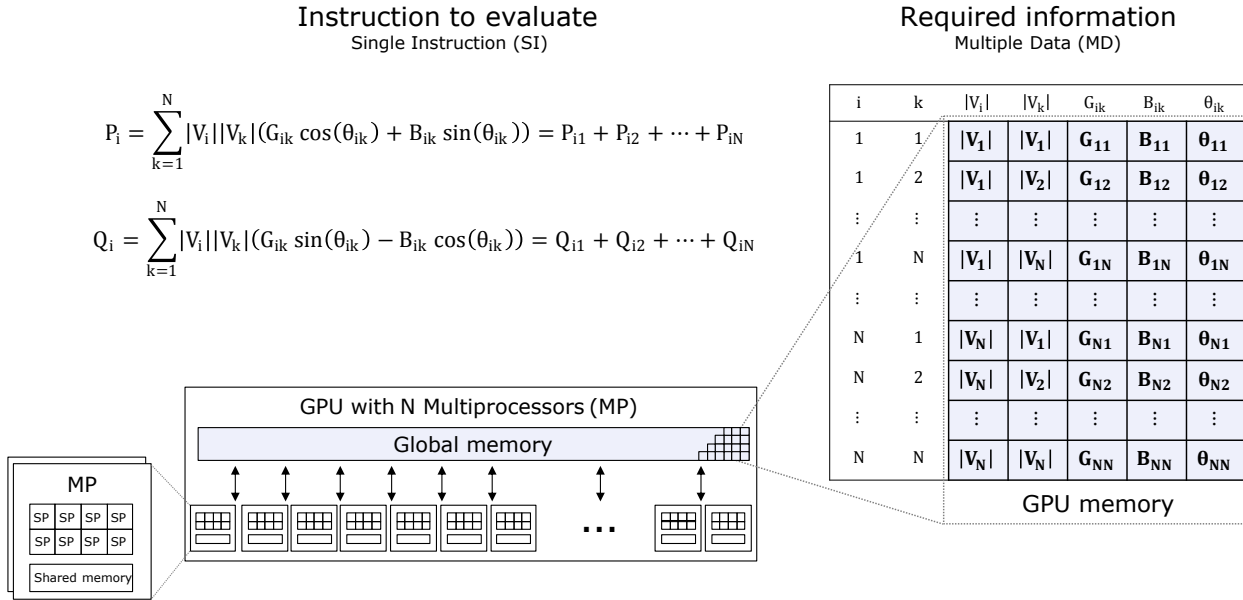 Instruction to evaluate
Single Instruction (SI)
P_i = ∑_{k=1}^{N} |V_i||V_k|(G_ik cos(θ_ik) + B_ik sin(θ_ik)) = P_i1 + P_i2 + ⋯ + P_iN
Q_i = ∑_{k=1}^{N} |V_i||V_k|(G_ik sin(θ_ik) − B_ik cos(θ_ik)) = Q_i1 + Q_i2 + ⋯ + Q_iN
Required information
Multiple Data (MD)
i k |V_i| |V_k| G_ik B_ik θ_ik
1 1 |V_1| |V_1| G_11 B_11 θ_11
1 2 |V_1| |V_2| G_12 B_12 θ_12
⋮ ⋮ ⋮ ⋮ ⋮ ⋮ ⋮
1 N |V_1| |V_N| G_1N B_1N θ_1N
⋮ ⋮ ⋮ ⋮ ⋮ ⋮ ⋮
N 1 |V_N| |V_1| G_N1 B_N1 θ_N1
N 2 |V_N| |V_2| G_N2 B_N2 θ_N2
⋮ ⋮ ⋮ ⋮ ⋮ ⋮ ⋮
N N |V_N| |V_N| G_NN B_NN θ_NN
GPU memory
GPU with N Multiprocessors (MP)
Global memory
...
MP
SP SP SP SP
SP SP SP SP
Shared memory